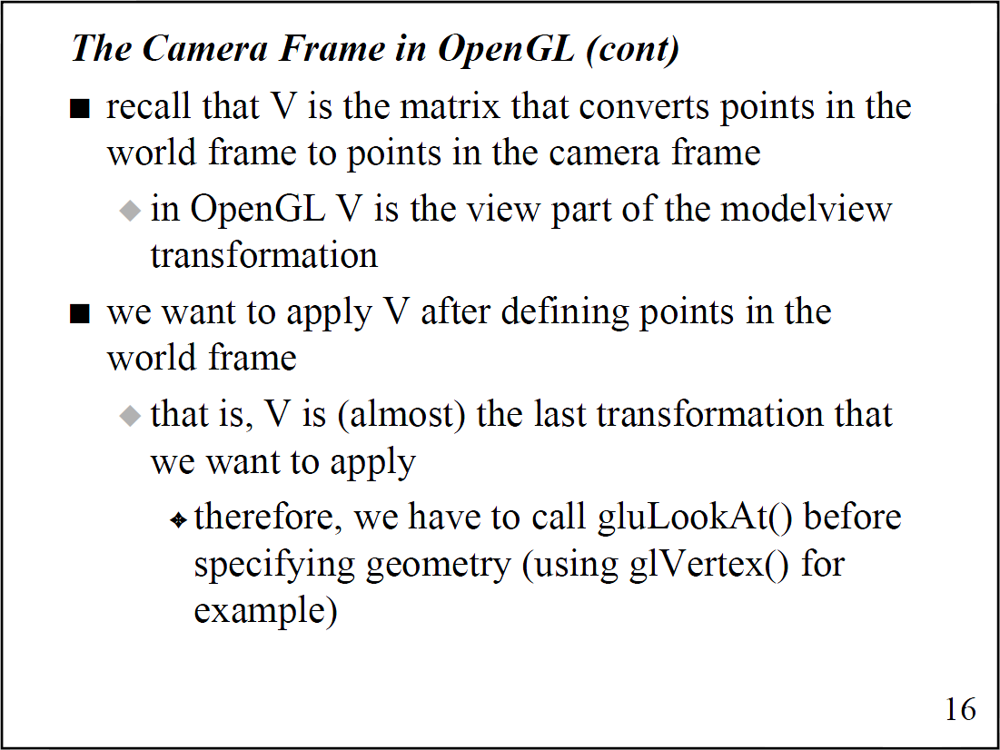 The Camera Frame in OpenGL (cont)
■ recall that V is the matrix that converts points in the
world frame to points in the camera frame
◆ in OpenGL V is the view part of the modelview
transformation
■ we want to apply V after defining points in the
world frame
◆ that is, V is (almost) the last transformation that
we want to apply
✥ therefore, we have to call gluLookAt() before
specifying geometry (using glVertex() for
example)
16